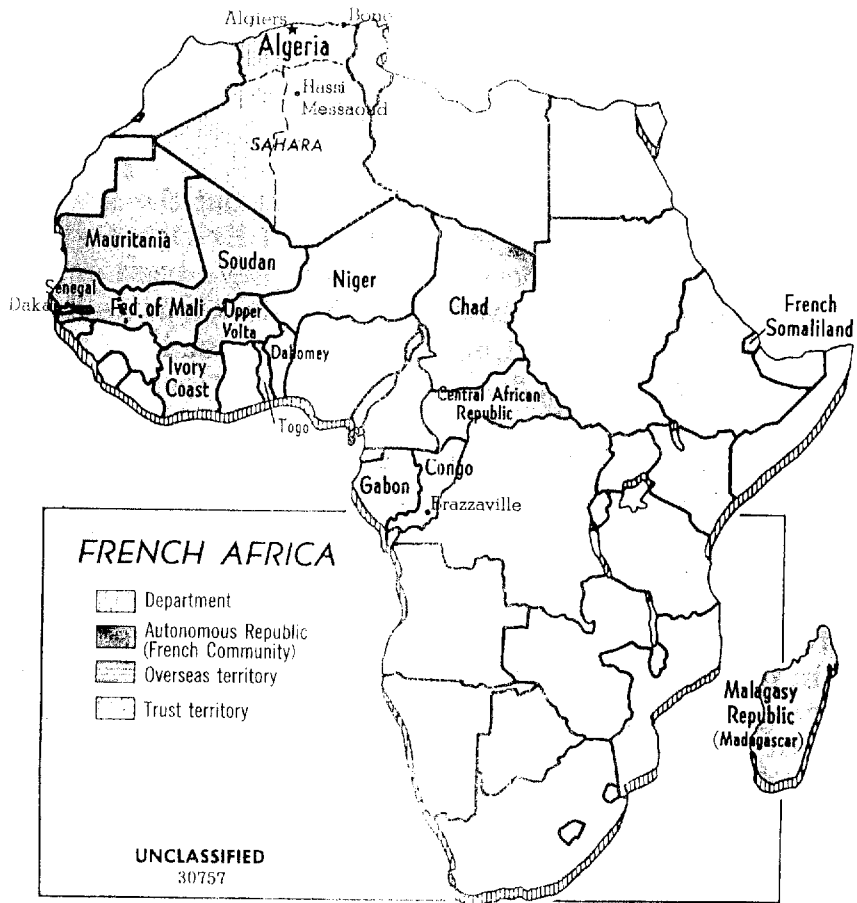 Algiers
Algeria
Hassi
Messaoud
SAHARA
Mauritania
Soudan
Niger
Chad
Senegal
Fed of Mali
Upper
Volta
Dahomey
Ivory
Coast
Togo
Central African
Republic
French
Somaliland
Congo
Gabon
Brazzaville
FRENCH AFRICA
Department
Autonomous Republic
(French Community)
Overseas territory
Trust territory
Malagasy
Republic
(Madagascar)
UNCLASSIFIED
30757